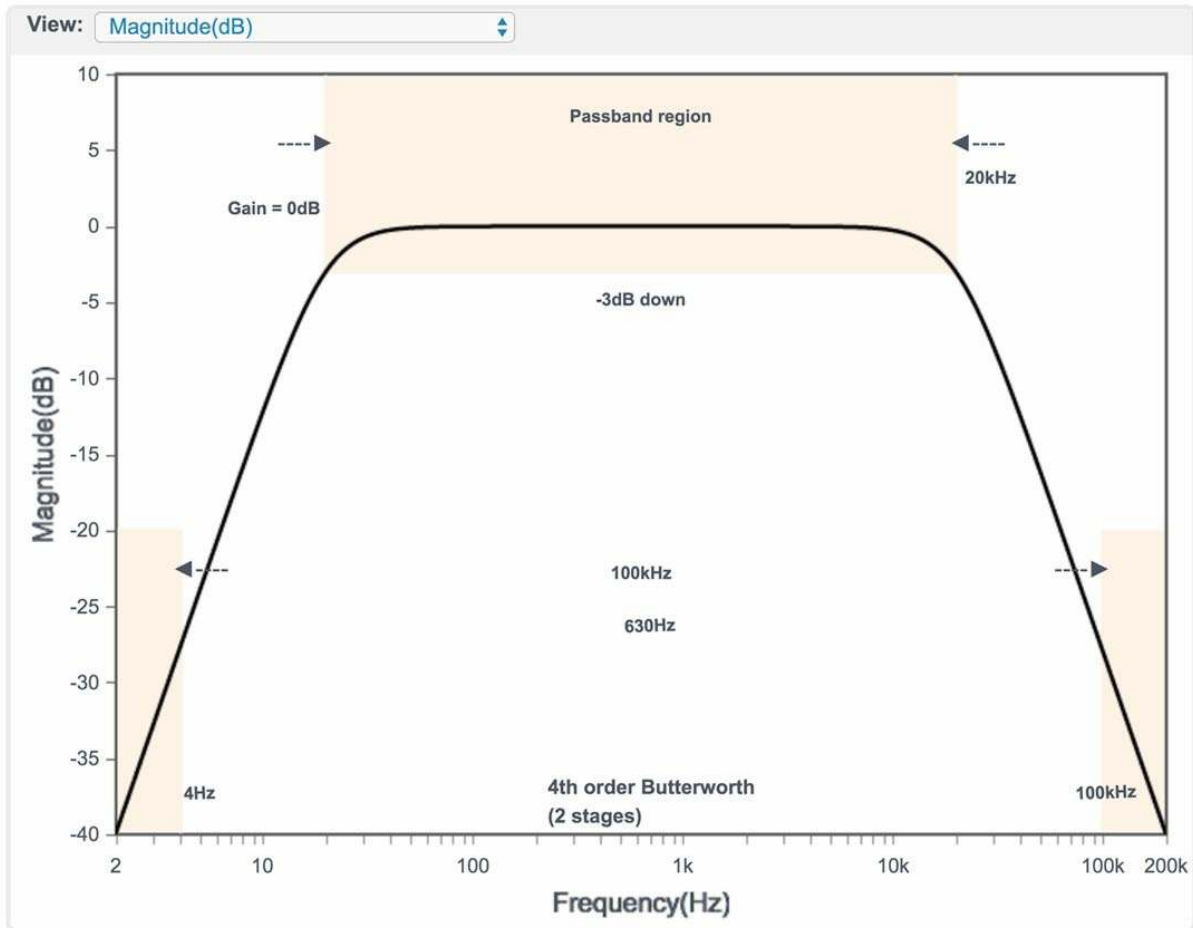 View: Magnitude(dB)
10
Passband region
5
20kHz
Gain = 0dB
0
-3dB down
-5
-10
-15
-20
100kHz
-25
630Hz
-30
-35
4Hz
4th order Butterworth
(2 stages)
100kHz
-40
2 10 100 1k 10k 100k 200k
Magnitude(dB)
Frequency(Hz)